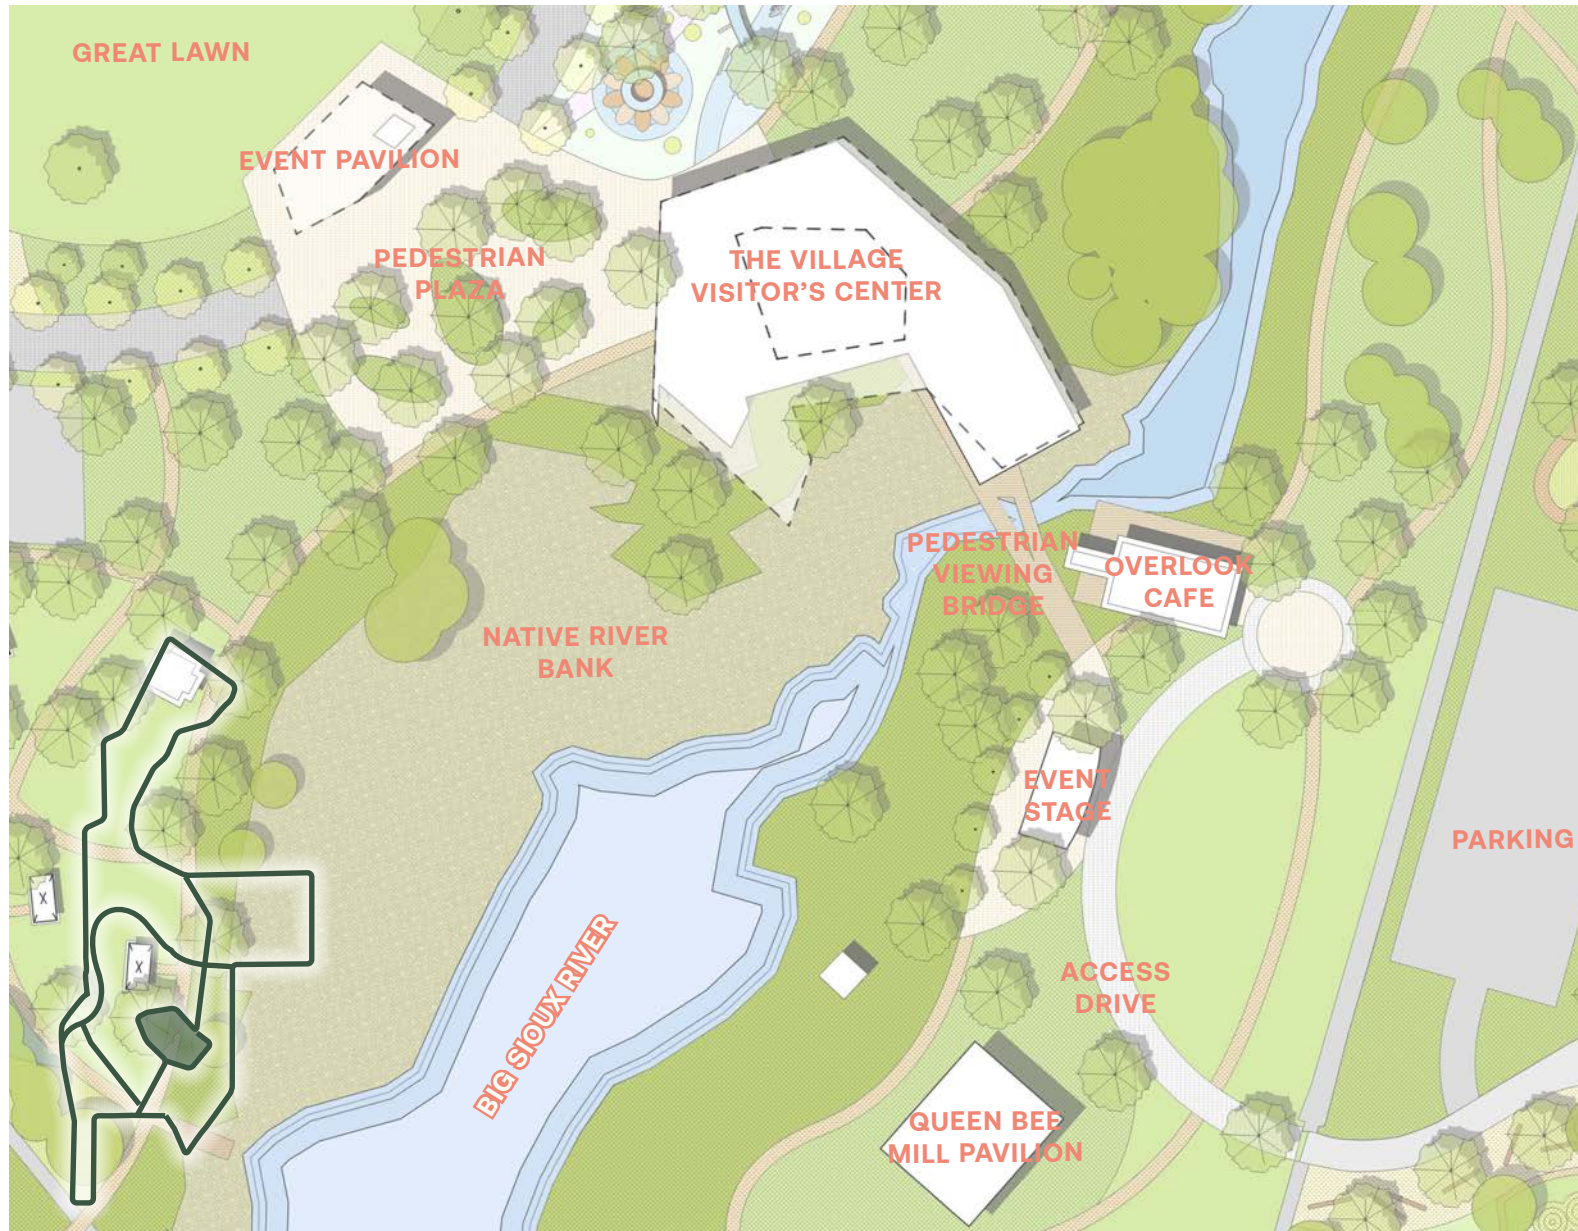 GREAT LAWN
EVENT PAVILION
PEDESTRIAN
PLAZA
THE VILLAGE
VISITOR'S CENTER
PEDESTRIAN
VIEWING
BRIDGE
OVERLOOK
CAFE
NATIVE RIVER
BANK
EVENT
STAGE
PARKING
BIG SIOUX RIVER
ACCESS
DRIVE
QUEEN BEE
MILL PAVILION